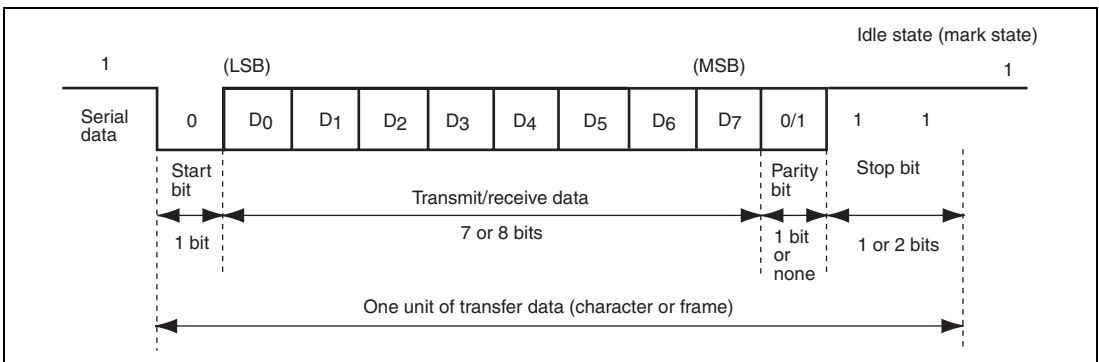 Idle state (mark state)
1 (LSB) (MSB) 1
Serial
data
0 D0 D1 D2 D3 D4 D5 D6 D7 0/1 1 1
Start
bit
Parity
bit
Stop bit
Transmit/receive data
1 bit
7 or 8 bits
1 bit
or
none
1 or 2 bits
One unit of transfer data (character or frame)